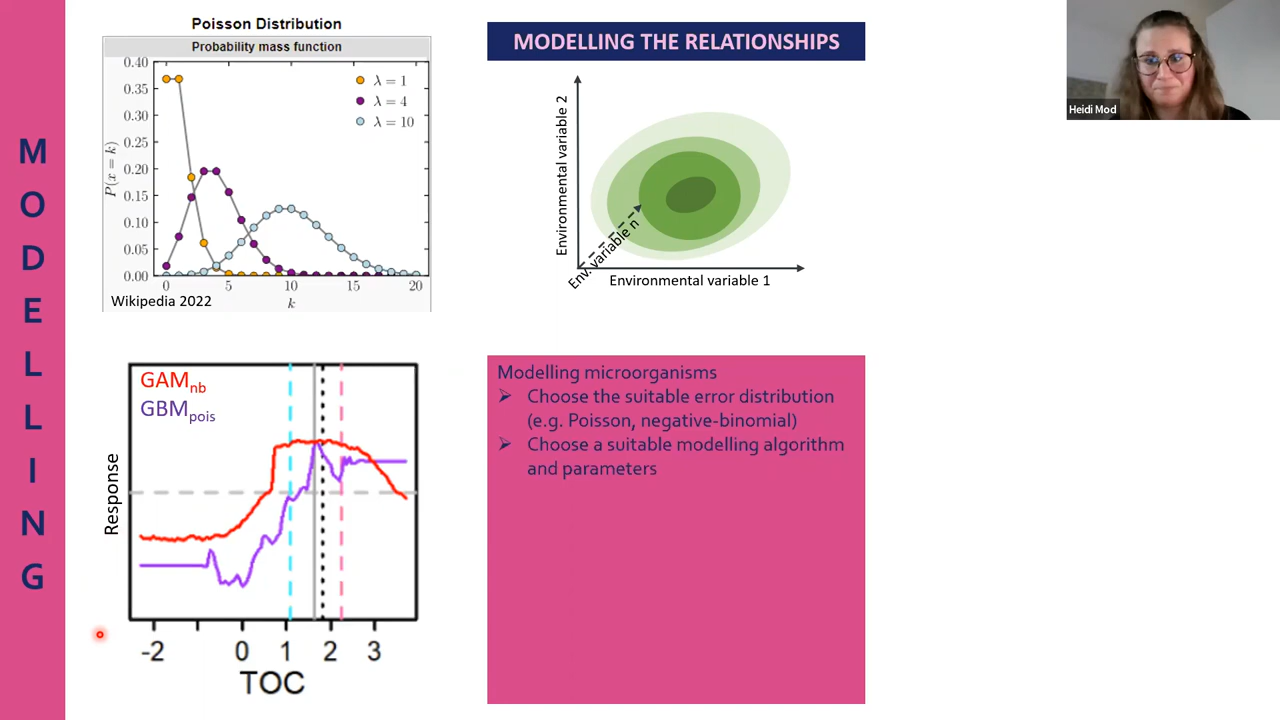 M
O
D
E
L
L
I
N
G
Poisson Distribution
Probability mass function
0.40
0.35
0.30
0.25
0.20
0.15
0.10
0.05
0.00
P(x = k)
λ = 1
λ = 4
λ = 10
0
5
10
15
20
k
Wikipedia 2022
MODELLING THE RELATIONSHIPS
Environmental variable 2
Env. variable n
Environmental variable 1
Heidi Mod
GAMnb
GBMpois
Response
-2
0
1
2
3
TOC
Modelling microorganisms
➢ Choose the suitable error distribution
(e.g. Poisson, negative-binomial)
➢ Choose a suitable modelling algorithm
and parameters